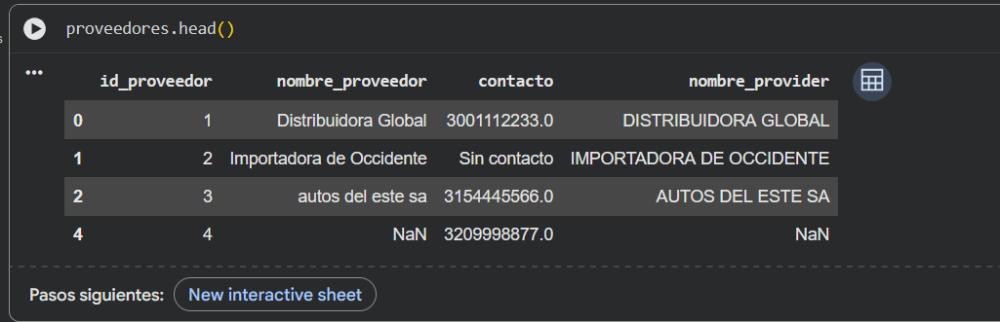 s
proveedores.head()
id_proveedor nombre_proveedor contacto nombre_provider
0 1 Distribuidora Global 3001112233.0 DISTRIBUIDORA GLOBAL
1 2 Importadora de Occidente Sin contacto IMPORTADORA DE OCCIDENTE
2 3 autos del este sa 3154445566.0 AUTOS DEL ESTE SA
4 4 NaN 3209998877.0 NaN
Pasos siguientes: New interactive sheet